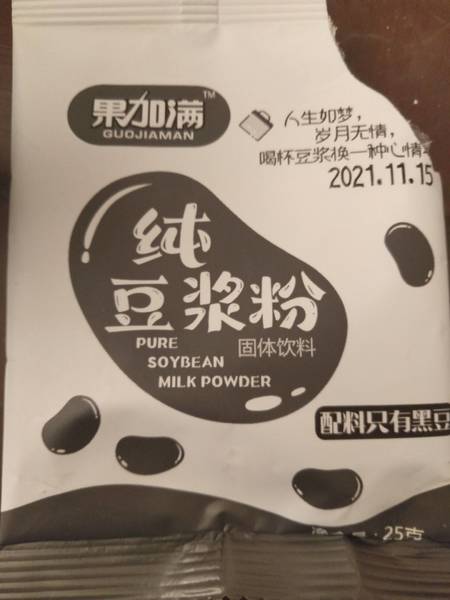 果加满™
GUOJIAMAN
人生如梦，
岁月无情，
喝杯豆浆换一种心情
2021.11.15
纯
豆浆粉
PURE
SOYBEAN
MILK POWDER
固体饮料
配料只有黑豆
25克